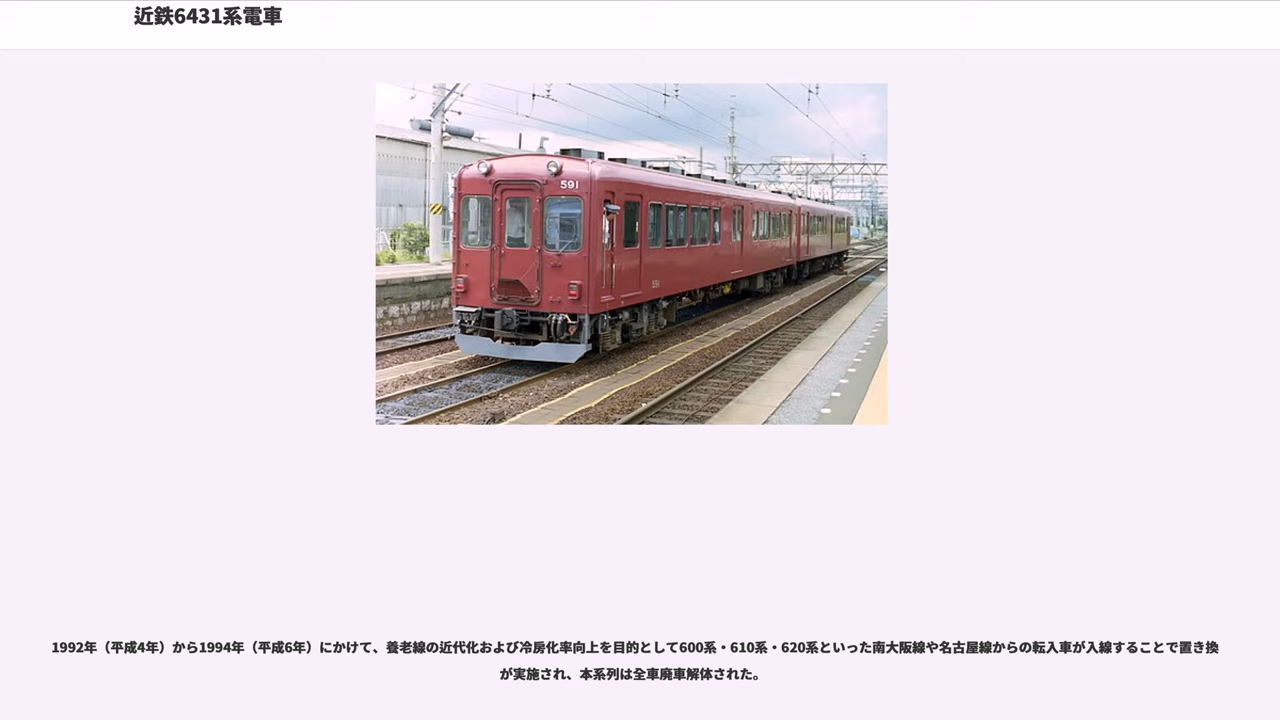 近鉄6431系電車
591
591
1992年（平成4年）から1994年（平成6年）にかけて、養老線の近代化および冷房化率向上を目的として600系・610系・620系といった南大阪線や名古屋線からの転入車が入線することで置き換
が実施され、本系列は全車廃車解体された。